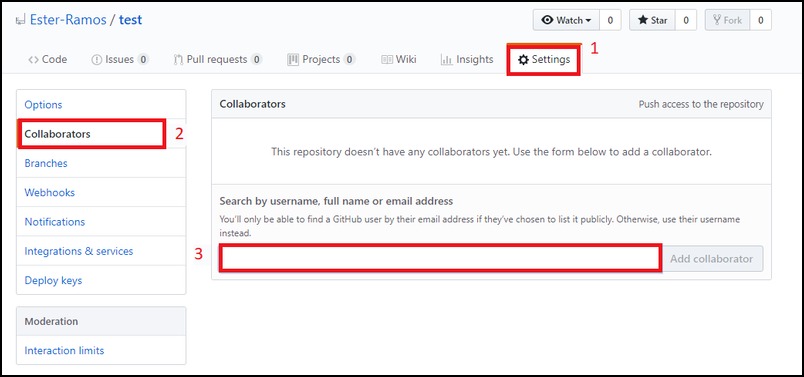 Ester-Ramos / test
Watch 0 Star 0 Fork 0
1
Code Issues 0 Pull requests 0 Projects 0 Wiki Insights Settings
Options
Collaborators
2
Branches
Webhooks
Notifications
Integrations & services
Deploy keys
Moderation
Interaction limits
Collaborators Push access to the repository
This repository doesn't have any collaborators yet. Use the form below to add a collaborator.
Search by username, full name or email address
You'll only be able to find a GitHub user by their email address if they've chosen to list it publicly. Otherwise, use their username
instead.
3
Add collaborator